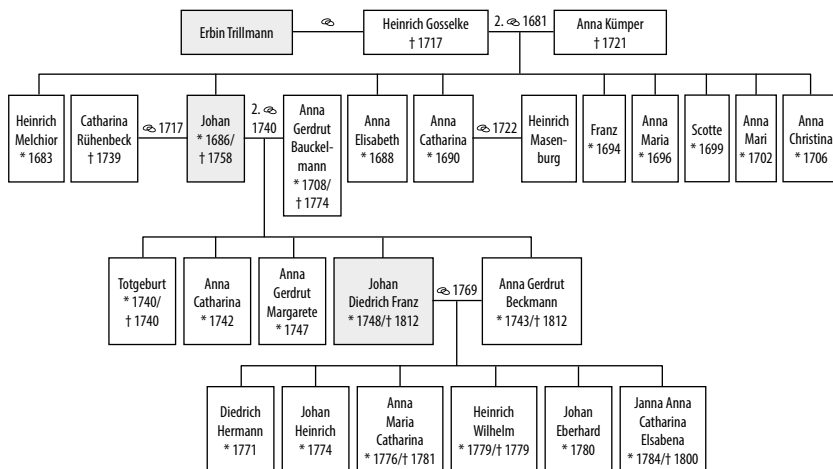 Erbin Trillmann
⚭
Heinrich Gosselke
† 1717
2. ⚭ 1681
Anna Kümper
† 1721
Heinrich
Melchior
* 1683
Catharina
Rühenbeck
† 1739
⚭ 1717
Johan
* 1686/
† 1758
2. ⚭
1740
Anna
Gerdrut
Bauckel-
mann
* 1708/
† 1774
Anna
Elisabeth
* 1688
Anna
Catharina
* 1690
⚭ 1722
Heinrich
Masen-
burg
Franz
* 1694
Anna
Maria
* 1696
Scotte
* 1699
Anna
Mari
* 1702
Anna
Christina
* 1706
Totgeburt
* 1740/
† 1740
Anna
Catharina
* 1742
Anna
Gerdrut
Margarete
* 1747
Johan
Diedrich Franz
* 1748/† 1812
⚭ 1769
Anna Gerdrut
Beckmann
* 1743/† 1812
Diedrich
Hermann
* 1771
Johan
Heinrich
* 1774
Anna
Maria
Catharina
* 1776/† 1781
Heinrich
Wilhelm
* 1779/† 1779
Johan
Eberhard
* 1780
Janna Anna
Catharina
Elsabena
* 1784/† 1800